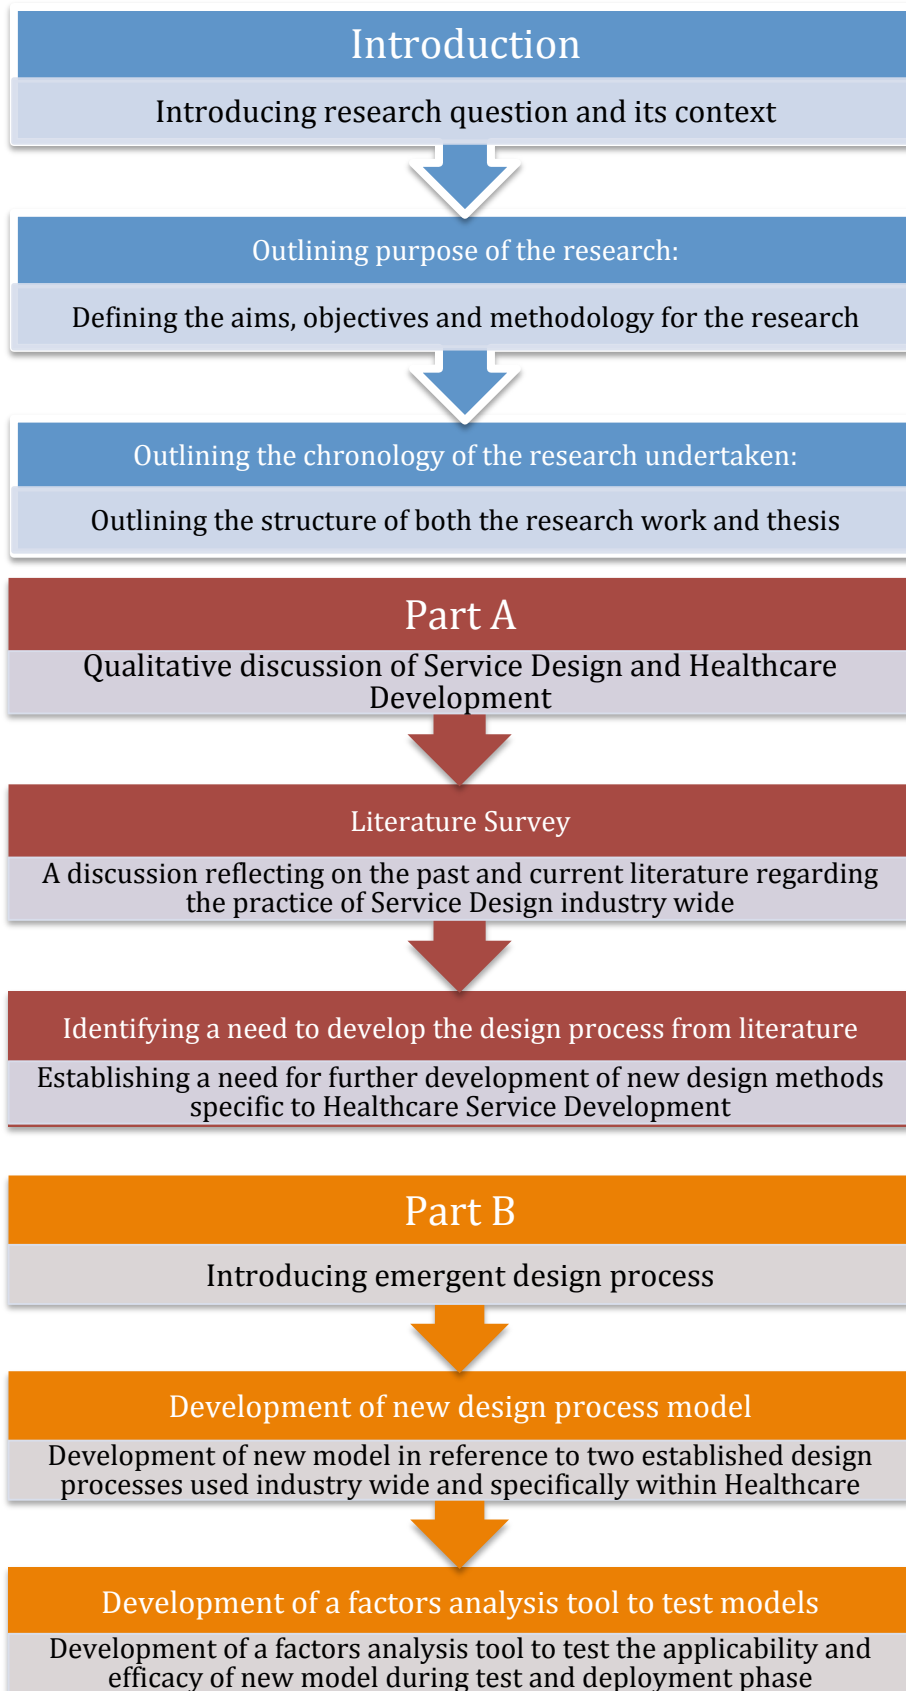 Introduction
Introducing research question and its context
Outlining purpose of the research:
Defining the aims, objectives and methodology for the research
Outlining the chronology of the research undertaken:
Outlining the structure of both the research work and thesis
Part A
Qualitative discussion of Service Design and Healthcare
Development
Literature Survey
A discussion reflecting on the past and current literature regarding
the practice of Service Design industry wide
Identifying a need to develop the design process from literature
Establishing a need for further development of new design methods
specific to Healthcare Service Development
Part B
Introducing emergent design process
Development of new design process model
Development of new model in reference to two established design
processes used industry wide and specifically within Healthcare
Development of a factors analysis tool to test models
Development of a factors analysis tool to test the applicability and
efficacy of new model during test and deployment phase